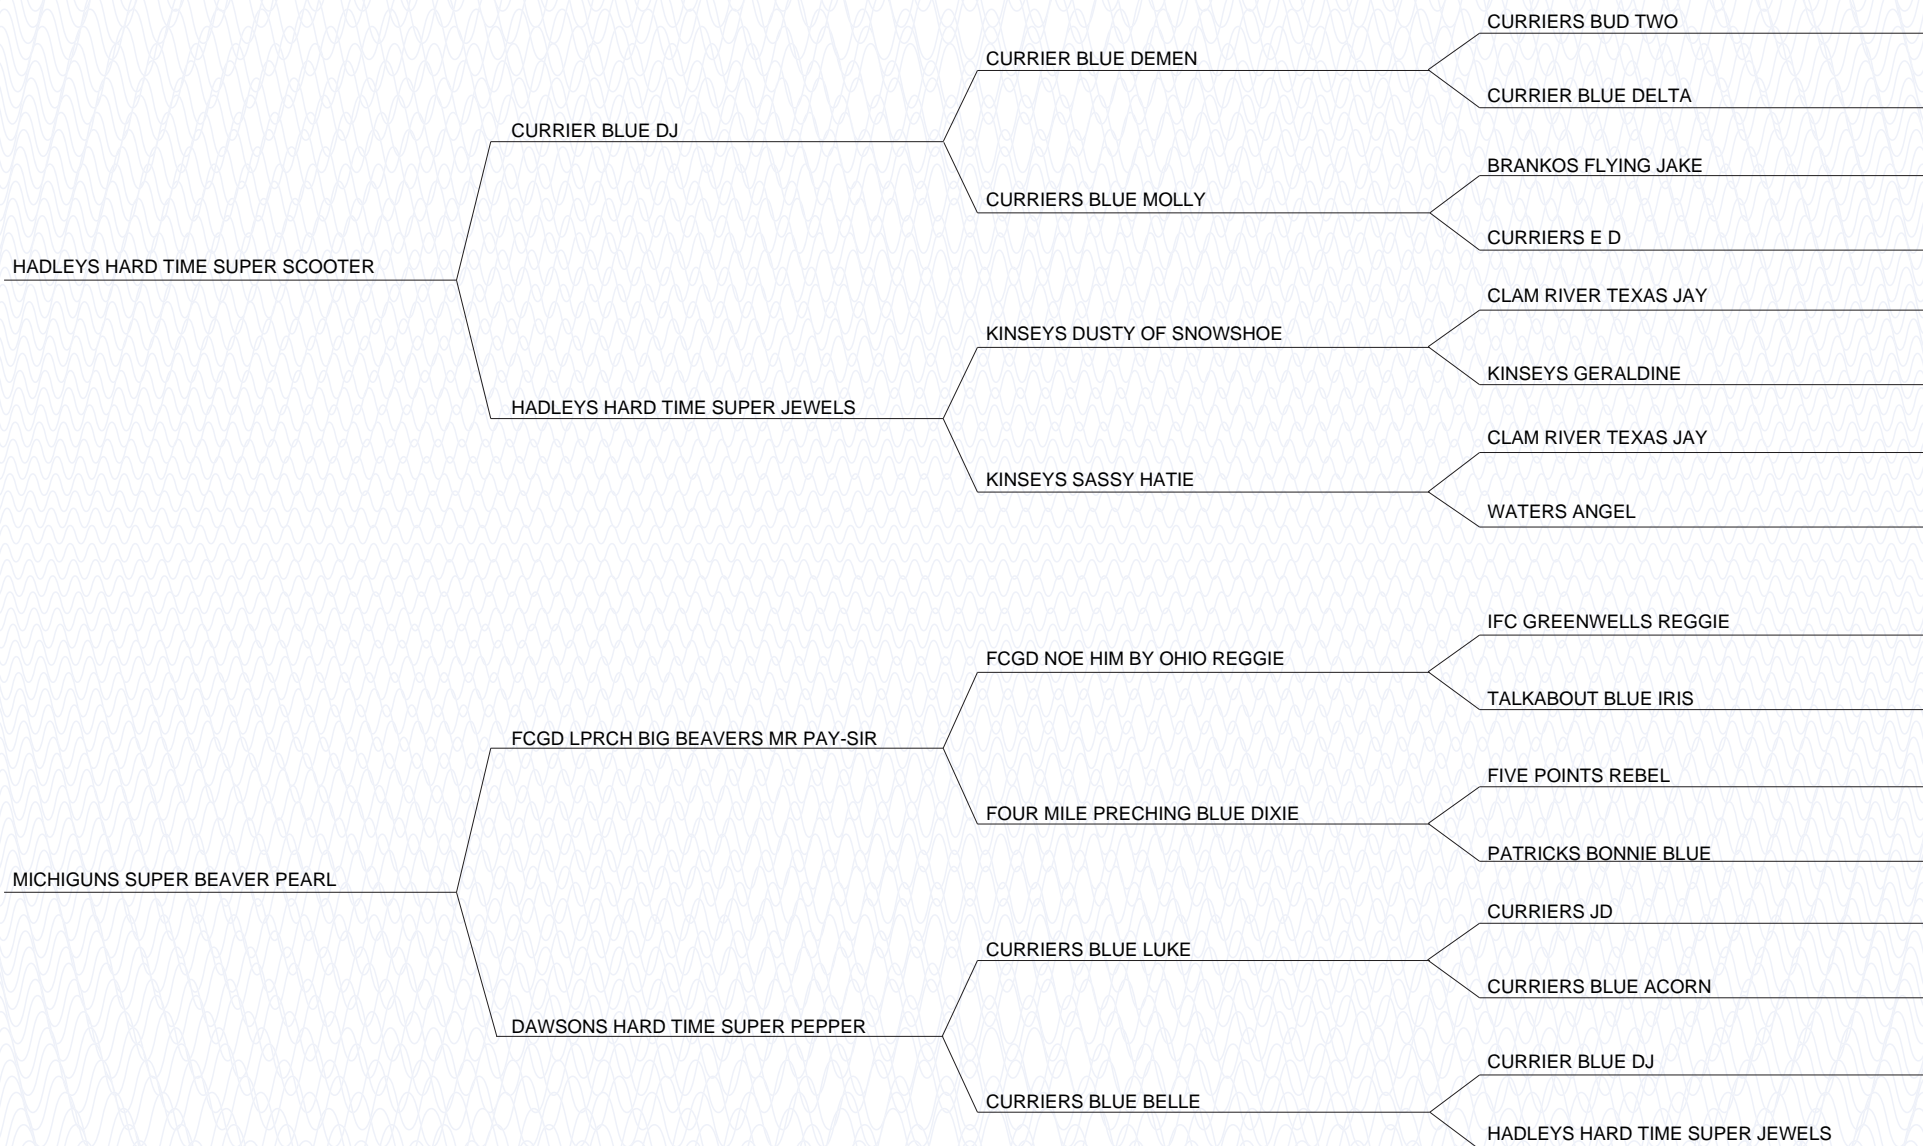 CURRIERS BUD TWO
CURRIER BLUE DEMEN
CURRIER BLUE DELTA
CURRIER BLUE DJ
BRANKOS FLYING JAKE
CURRIERS BLUE MOLLY
CURRIERS E D
HADLEYS HARD TIME SUPER SCOOTER
CLAM RIVER TEXAS JAY
KINSEYS DUSTY OF SNOWSHOE
KINSEYS GERALDINE
HADLEYS HARD TIME SUPER JEWELS
CLAM RIVER TEXAS JAY
KINSEYS SASSY HATIE
WATERS ANGEL
IFC GREENWELLS REGGIE
FCGD NOE HIM BY OHIO REGGIE
TALKABOUT BLUE IRIS
FCGD LPRCH BIG BEAVERS MR PAY-SIR
FIVE POINTS REBEL
FOUR MILE PRECHING BLUE DIXIE
PATRICKS BONNIE BLUE
MICHIGUNS SUPER BEAVER PEARL
CURRIERS JD
CURRIERS BLUE LUKE
CURRIERS BLUE ACORN
DAWSONS HARD TIME SUPER PEPPER
CURRIER BLUE DJ
CURRIERS BLUE BELLE
HADLEYS HARD TIME SUPER JEWELS